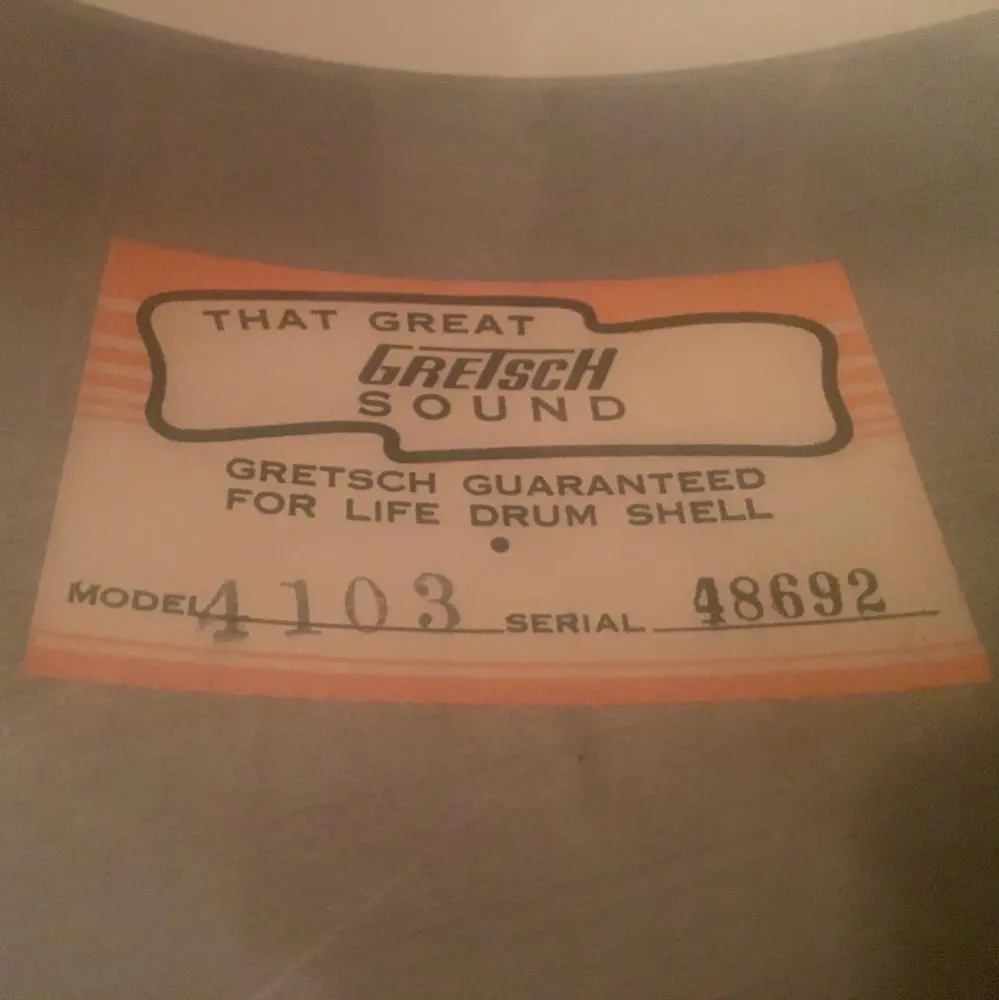 THAT GREAT
GRETSCH
SOUND
GRETSCH GUARANTEED
FOR LIFE DRUM SHELL
MODEL 4103 SERIAL 48692